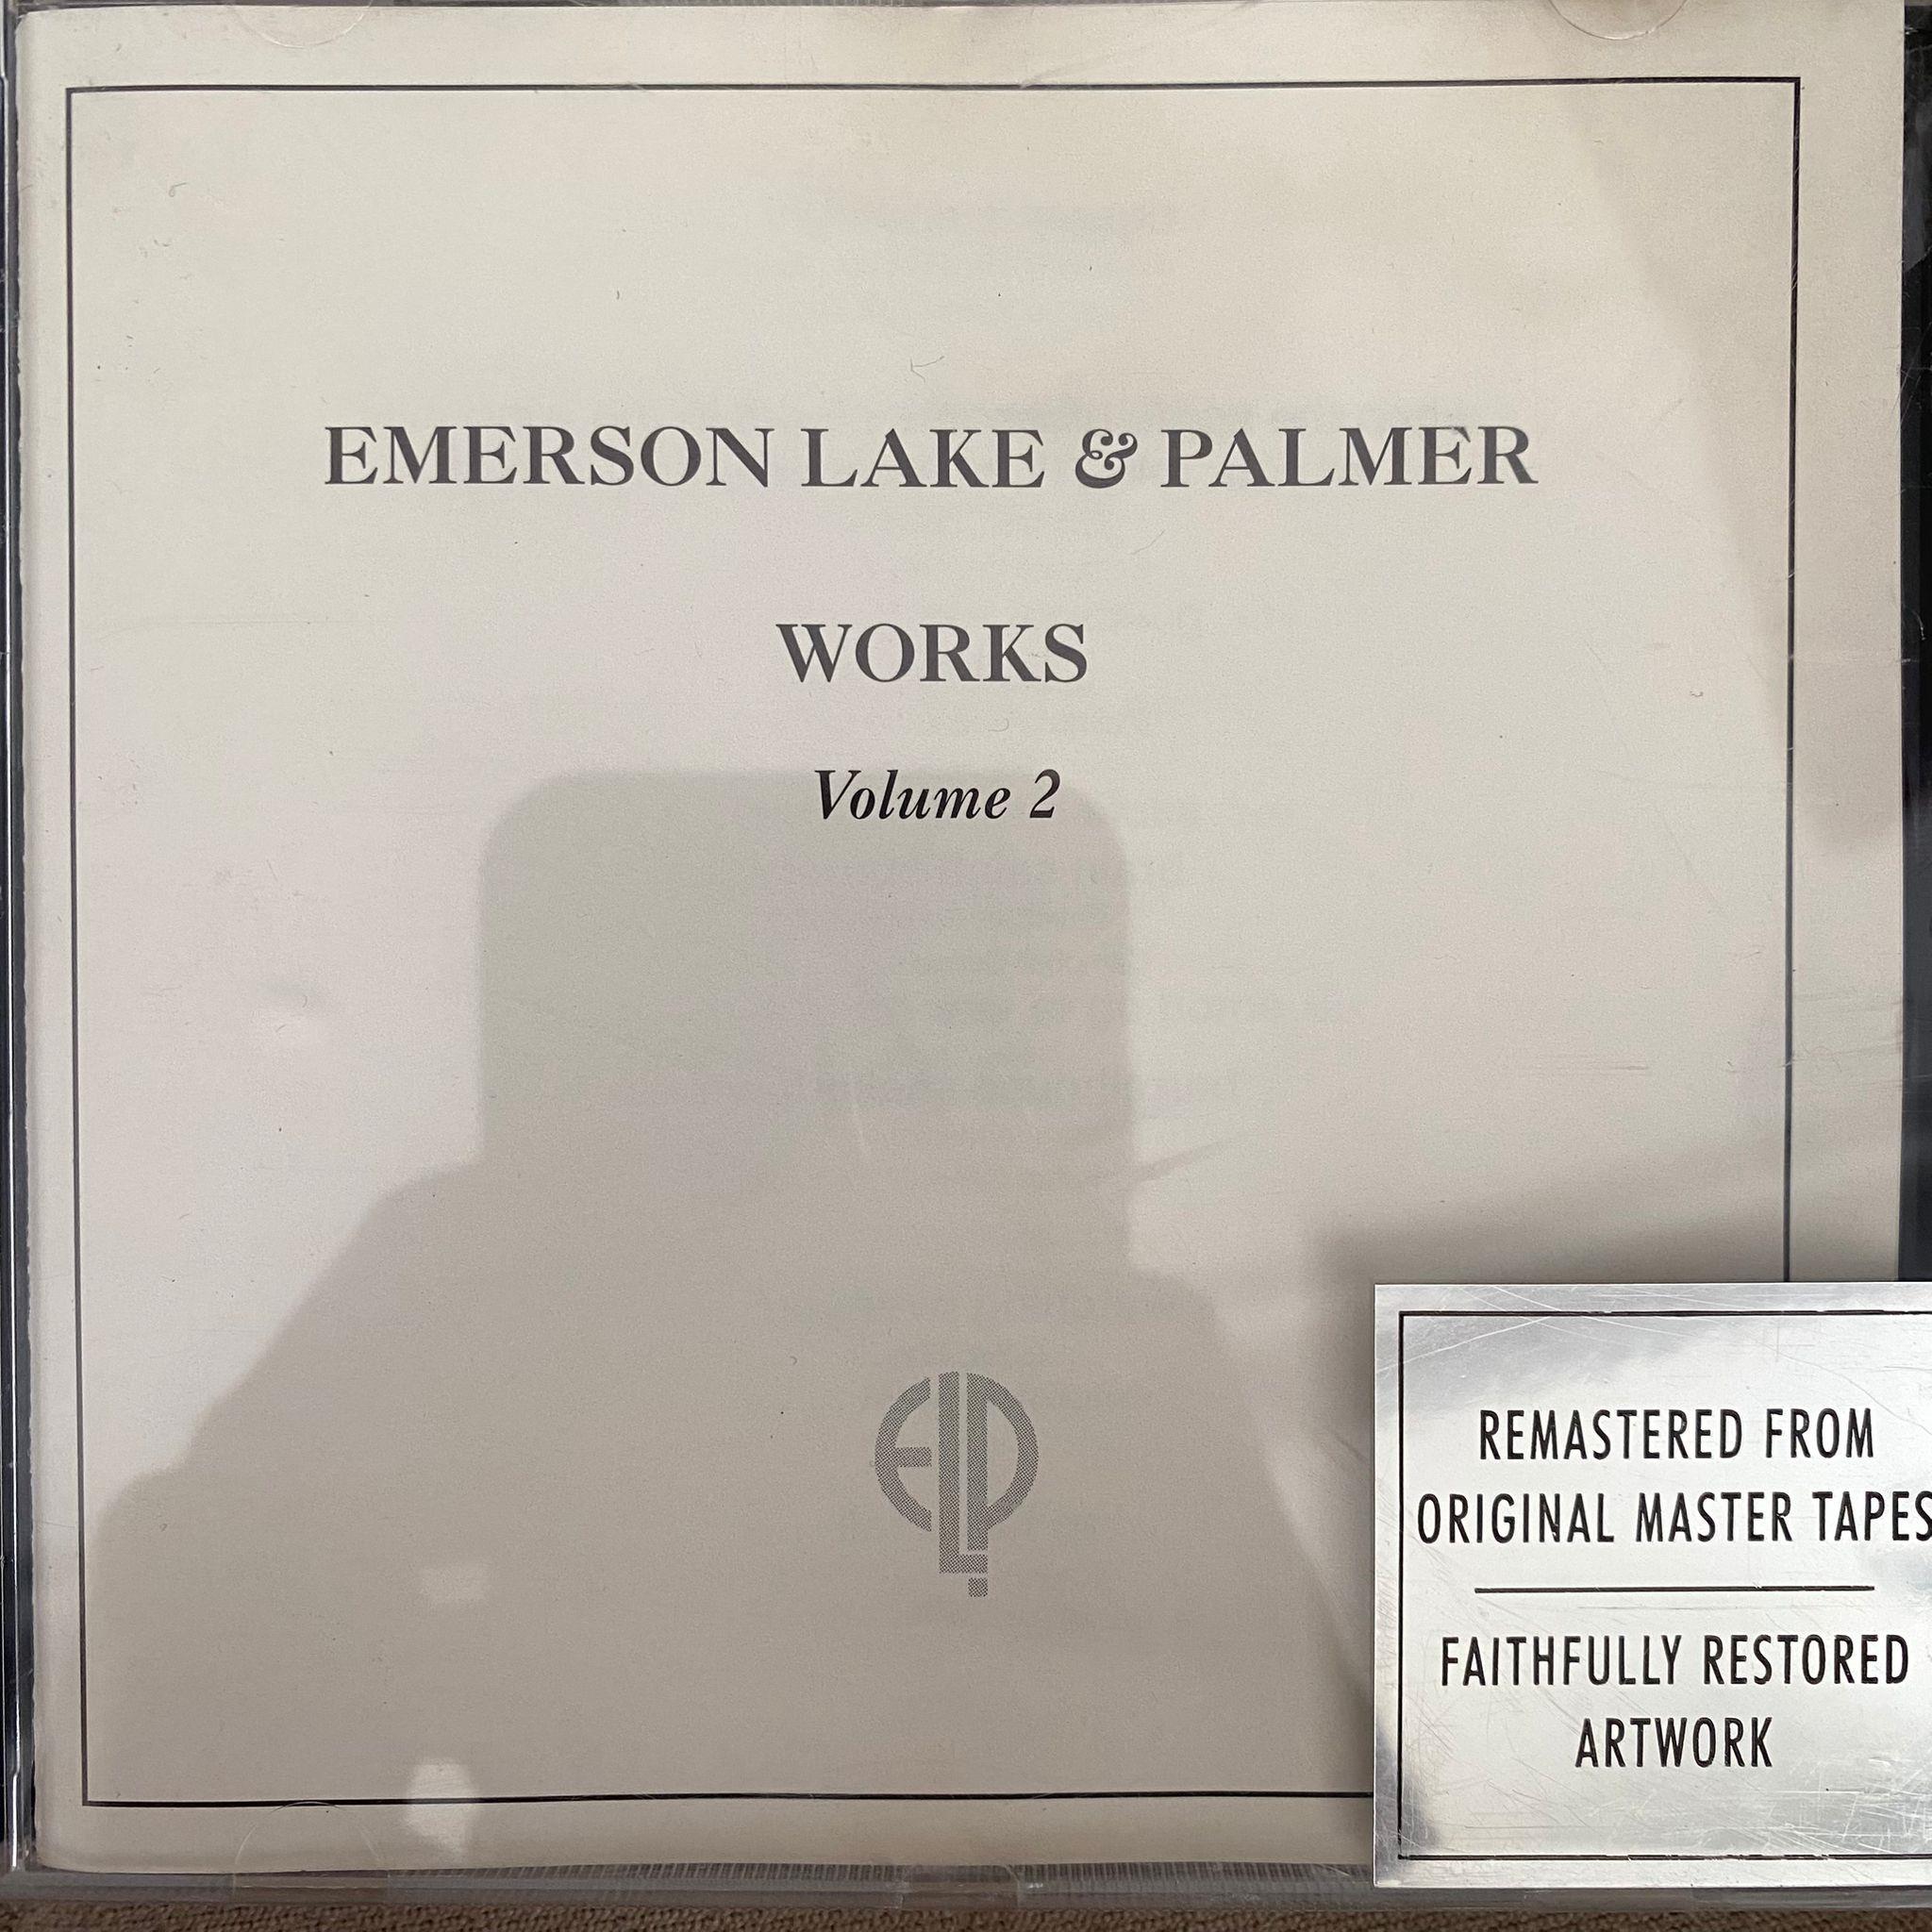 EMERSON LAKE & PALMER
WORKS
Volume 2
ELP
REMASTERED FROM
ORIGINAL MASTER TAPES
FAITHFULLY RESTORED
ARTWORK